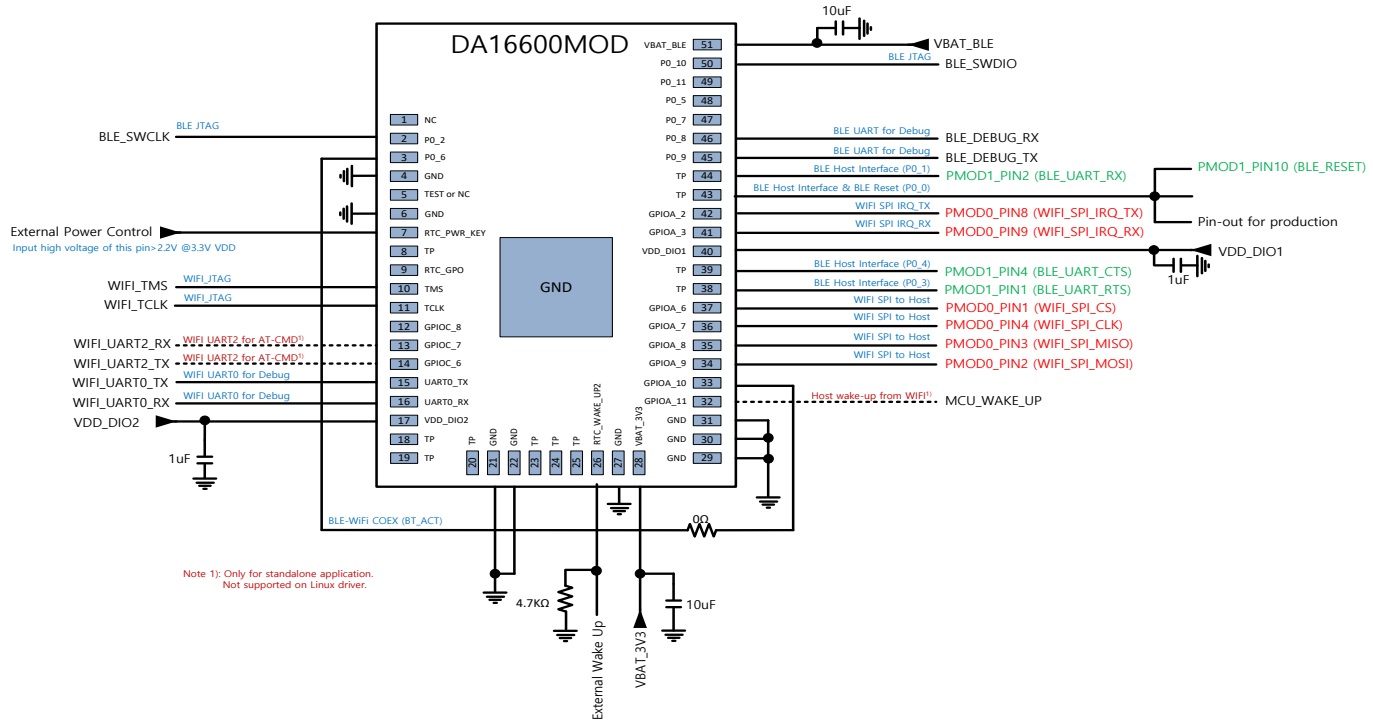 10uF
DA16600MOD
VBAT_BLE 51 VBAT_BLE
BLE JTAG
P0_10 50 BLE_SWDIO
P0_11 49
P0_5 48
1 NC
P0_7 47
BLE JTAG
BLE_SWCLK 2 P0_2
BLE UART for Debug
P0_8 46 BLE_DEBUG_RX
3 P0_6
BLE UART for Debug
P0_9 45 BLE_DEBUG_TX
4 GND
BLE Host Interface (P0_1)
TP 44 PMOD1_PIN2 (BLE_UART_RX)
PMOD1_PIN10 (BLE_RESET)
5 TEST or NC
BLE Host Interface & BLE Reset (P0_0)
TP 43
6 GND
WIFI SPI IRQ_TX
GPIOA_2 42 PMOD0_PIN8 (WIFI_SPI_IRQ_TX)
Pin-out for production
External Power Control 7 RTC_PWR_KEY
WIFI SPI IRQ_RX
GPIOA_3 41 PMOD0_PIN9 (WIFI_SPI_IRQ_RX)
Input high voltage of this pin>2.2V @3.3V VDD
8 TP
VDD_DIO1 40 VDD_DIO1
1uF
9 RTC_GPO
BLE Host Interface (P0_4)
TP 39 PMOD1_PIN4 (BLE_UART_CTS)
WIFI_JTAG
WIFI_TMS 10 TMS
BLE Host Interface (P0_3)
TP 38 PMOD1_PIN1 (BLE_UART_RTS)
GND
WIFI_JTAG
WIFI_TCLK 11 TCLK
WIFI SPI to Host
GPIOA_6 37 PMOD0_PIN1 (WIFI_SPI_CS)
12 GPIOC_8
WIFI SPI to Host
GPIOA_7 36 PMOD0_PIN4 (WIFI_SPI_CLK)
WIFI UART2 for AT-CMD¹⁾
WIFI_UART2_RX 13 GPIOC_7
WIFI SPI to Host
GPIOA_8 35 PMOD0_PIN3 (WIFI_SPI_MISO)
WIFI UART2 for AT-CMD¹⁾
WIFI_UART2_TX 14 GPIOC_6
WIFI SPI to Host
GPIOA_9 34 PMOD0_PIN2 (WIFI_SPI_MOSI)
WIFI UART0 for Debug
WIFI_UART0_TX 15 UART0_TX
GPIOA_10 33
WIFI UART0 for Debug
WIFI_UART0_RX 16 UART0_RX
Host wake-up from WIFI¹⁾
GPIOA_11 32 MCU_WAKE_UP
VDD_DIO2 17 VDD_DIO2
GND 31
18 TP
GND 30
19 TP
GND 29
1uF
TP 20
GND 21
GND 22
TP 23
TP 24
TP 25
RTC_WAKE_UP2 26
GND 27
VBAT_3V3 28
BLE-WiFi COEX (BT_ACT)
0Ω
Note 1): Only for standalone application.
Not supported on Linux driver.
4.7KΩ
10uF
External Wake Up
VBAT_3V3